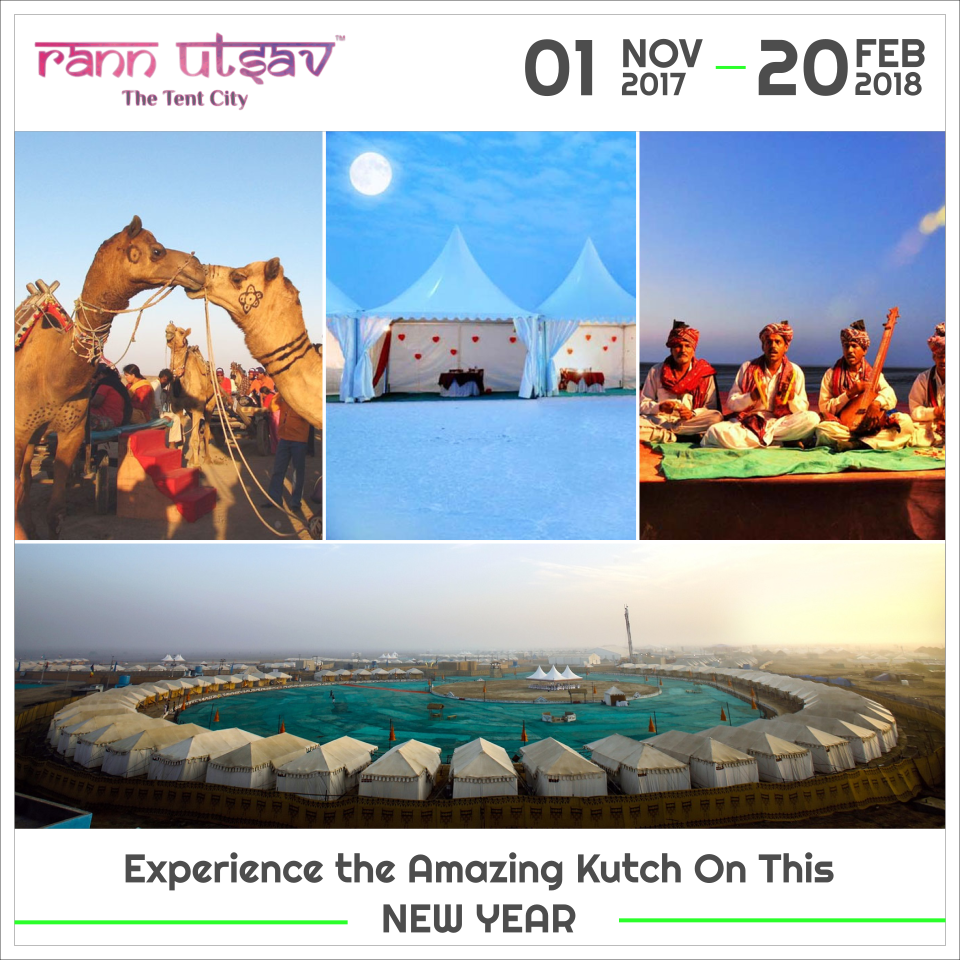 rann utsav™
The Tent City
01 NOV 2017 — 20 FEB 2018
Experience the Amazing Kutch On This
NEW YEAR